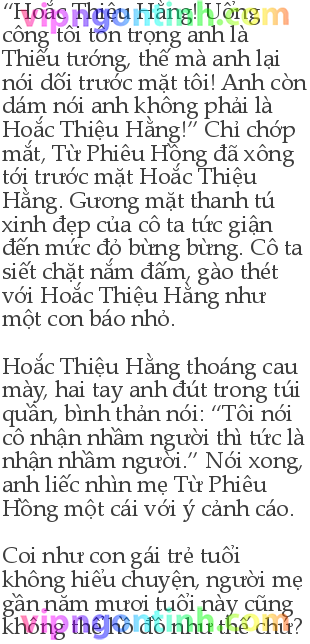 “Hoắc Thiệu Hằng! Uổng
công tôi tôn trọng anh là
Thiếu tướng, thế mà anh lại
nói dối trước mặt tôi! Anh còn
dám nói anh không phải là
Hoắc Thiệu Hằng!” Chỉ chớp
mắt, Từ Phiêu Hồng đã xông
tới trước mặt Hoắc Thiệu
Hằng. Gương mặt thanh tú
xinh đẹp của cô ta tức giận
đến mức đỏ bừng bừng. Cô ta
siết chặt nắm đấm, gào thét
với Hoắc Thiệu Hằng như
một con báo nhỏ.
Hoắc Thiệu Hằng thoáng cau
mày, hai tay anh đút trong túi
quần, bình thản nói: “Tôi nói
cô nhận nhầm người thì tức là
nhận nhầm người.” Nói xong,
anh liếc nhìn mẹ Từ Phiêu
Hồng một cái với ý cảnh cáo.
Coi như con gái trẻ tuổi
không hiểu chuyện, người mẹ
gần năm mươi tuổi này cũng
không thể hồ đồ như thế chứ?
vipngontinh.com
vipngontinh.com